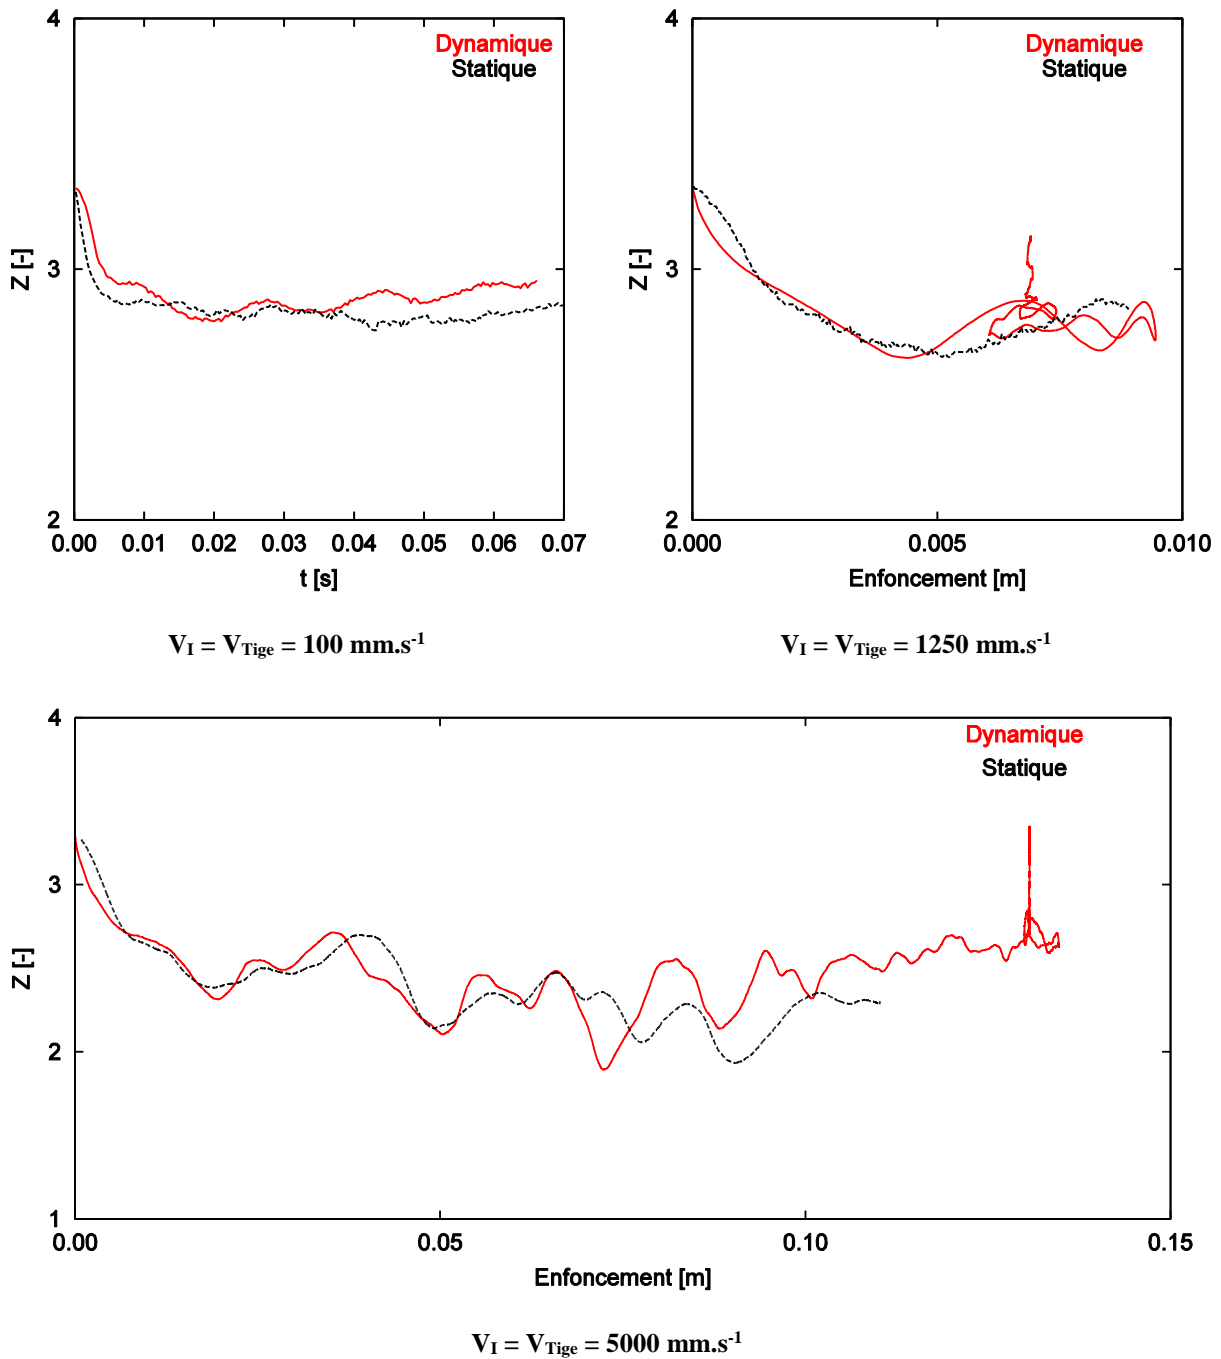 4
Dynamique
Statique
3
Z [-]
2
0.00 0.01 0.02 0.03 0.04 0.05 0.06 0.07
t [s]
V_I = V_Tige = 100 mm.s^-1
4
Dynamique
Statique
3
Z [-]
2
0.000 0.005 0.010
Enfoncement [m]
V_I = V_Tige = 1250 mm.s^-1
4
Dynamique
Statique
3
Z [-]
2
1
0.00 0.05 0.10 0.15
Enfoncement [m]
V_I = V_Tige = 5000 mm.s^-1